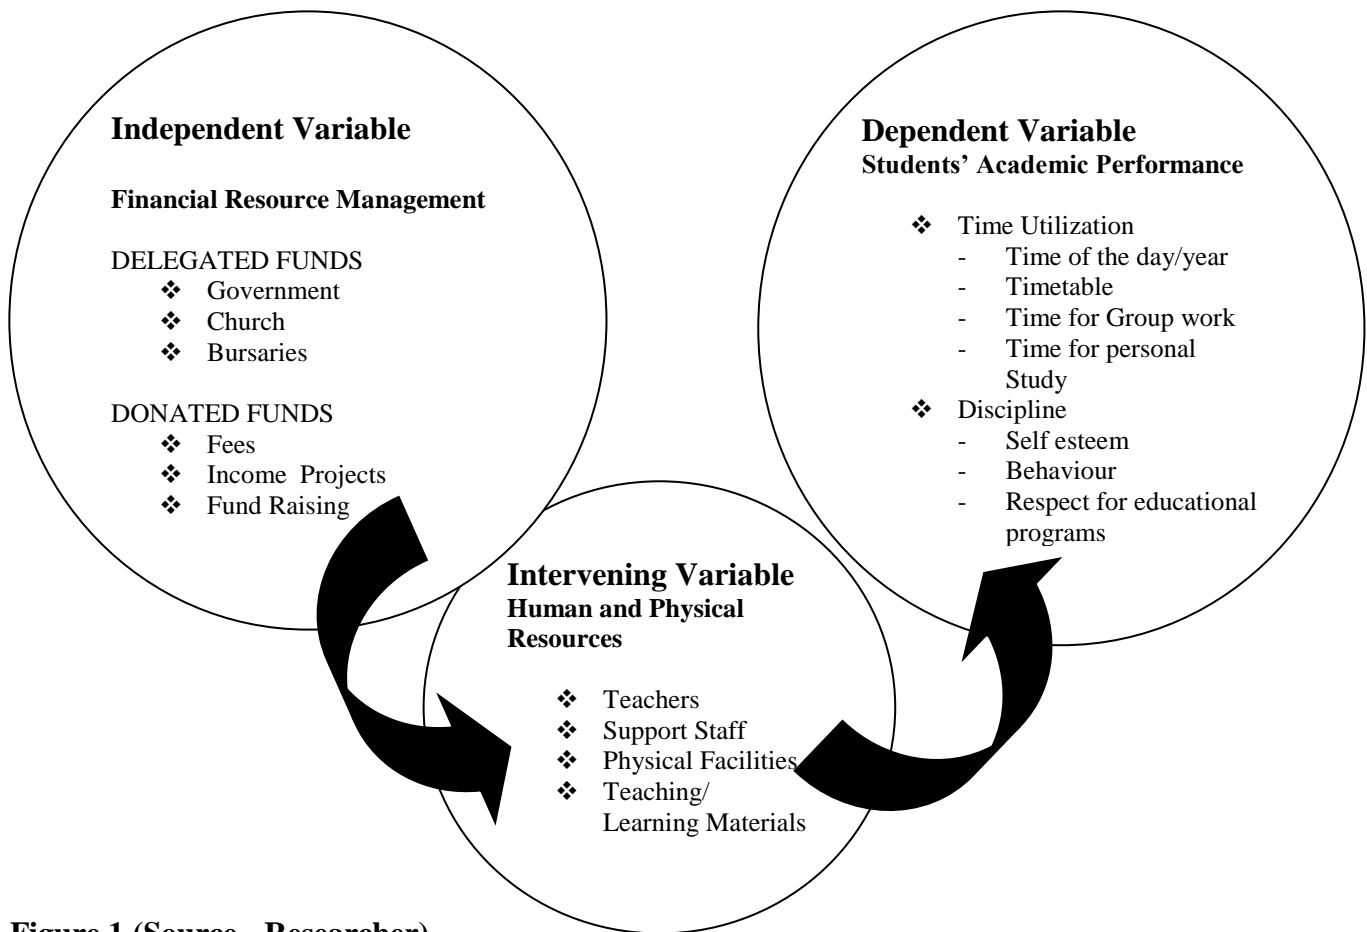 Independent Variable
Financial Resource Management
DELEGATED FUNDS
❖ Government
❖ Church
❖ Bursaries
DONATED FUNDS
❖ Fees
❖ Income Projects
❖ Fund Raising
Intervening Variable
Human and Physical
Resources
❖ Teachers
❖ Support Staff
❖ Physical Facilities
❖ Teaching/
Learning Materials
Dependent Variable
Students’ Academic Performance
❖ Time Utilization
- Time of the day/year
- Timetable
- Time for Group work
- Time for personal
Study
❖ Discipline
- Self esteem
- Behaviour
- Respect for educational
programs
Figure 1 (Source - Researcher)